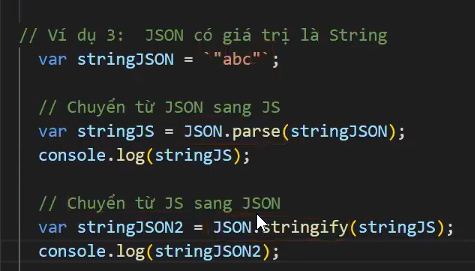 // Ví dụ 3:  JSON có giá trị là String
var stringJSON = `"abc"`;
// Chuyển từ JSON sang JS
var stringJS = JSON.parse(stringJSON);
console.log(stringJS);
// Chuyển từ JS sang JSON
var stringJSON2 = JSON.stringify(stringJS);
console.log(stringJSON2);